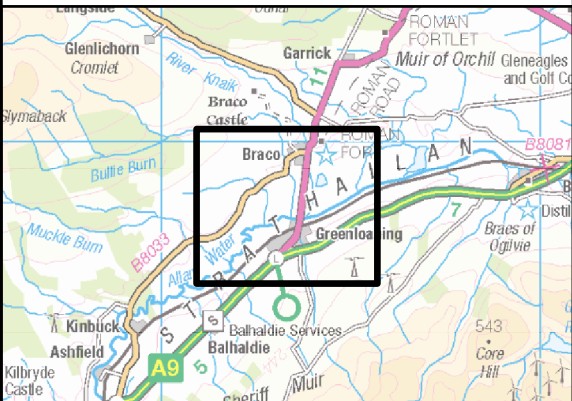 Langside
Glenlichorn
Cromlet
Garrick
ROMAN
FORTLET
Muir of Orchil
Gleneagles
and Golf Co
River Knaik
11
ROMAN
ROAD
Slymaback
Braco
Castle
ROMAN
FORT
B8081
Braco
Bullie Burn
STRATHALLAN
Muckle Burn
B8033
Allan Water
Greenloaning
7
Distil
Braes of
Ogilvie
Kinbuck
S
Balhaldie Services
Balhaldie
543
Ashfield
Core
Hill
Kilbryde
Castle
A9
5
Sheriff
Muir